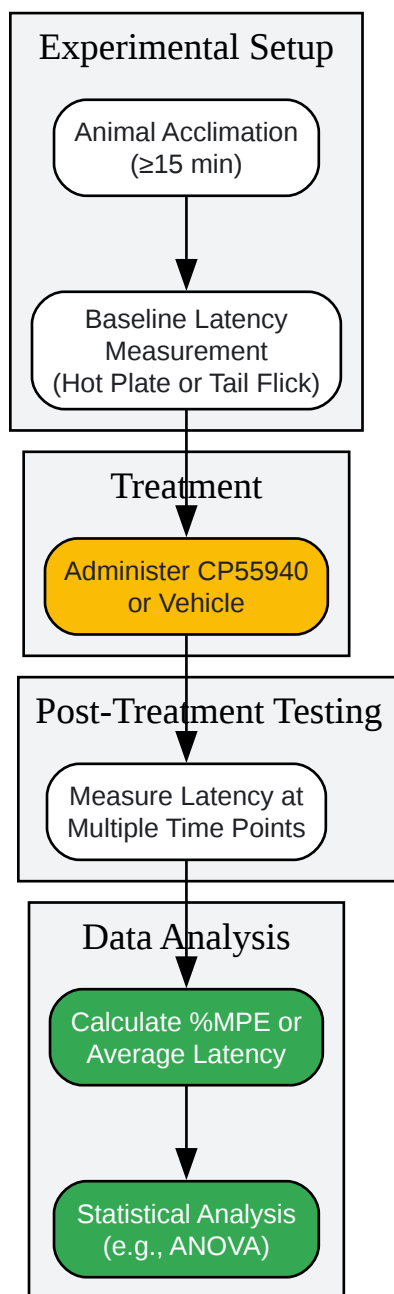 Experimental Setup
Animal Acclimation
(≥15 min)
Baseline Latency
Measurement
(Hot Plate or Tail Flick)
Treatment
Administer CP55940
or Vehicle
Post-Treatment Testing
Measure Latency at
Multiple Time Points
Data Analysis
Calculate %MPE or
Average Latency
Statistical Analysis
(e.g., ANOVA)